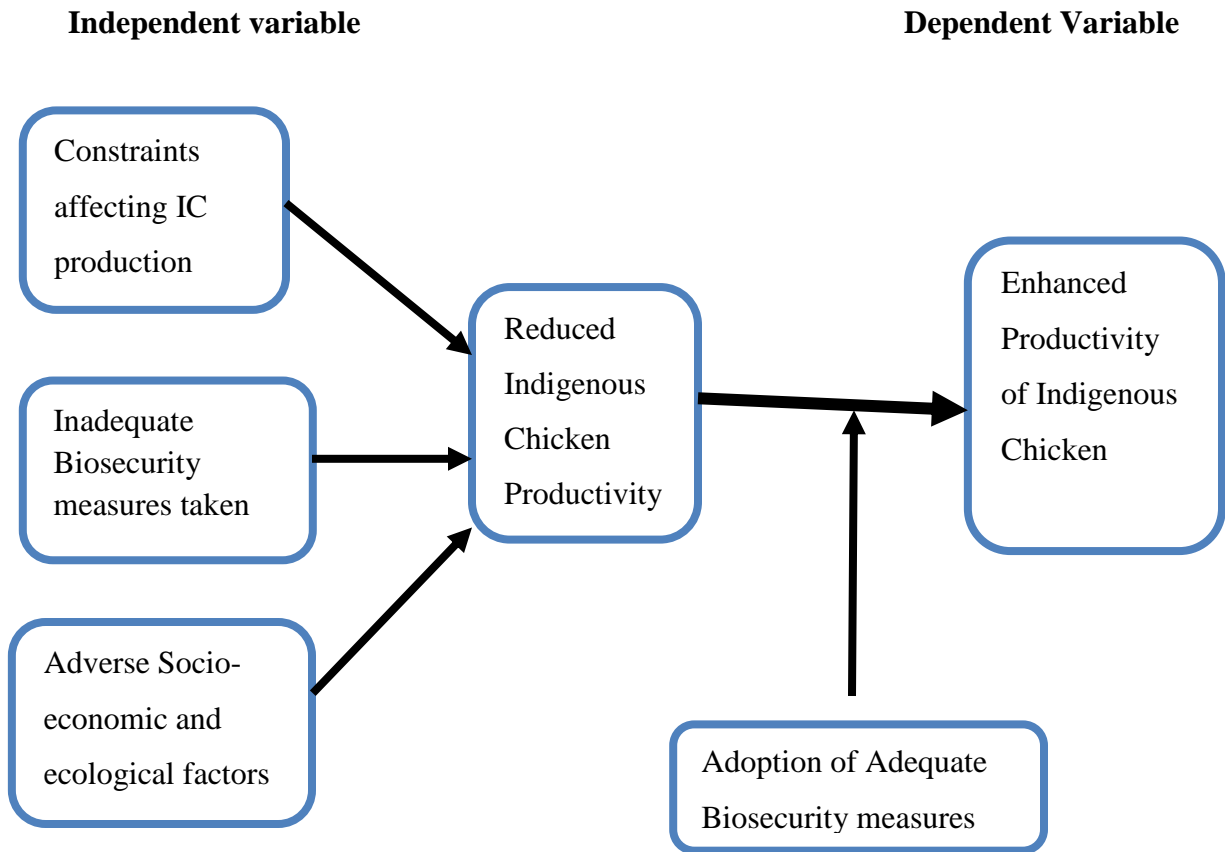 Independent variable
Dependent Variable
Constraints
affecting IC
production
Inadequate
Biosecurity
measures taken
Adverse Socio-
economic and
ecological factors
Reduced
Indigenous
Chicken
Productivity
Enhanced
Productivity
of Indigenous
Chicken
Adoption of Adequate
Biosecurity measures